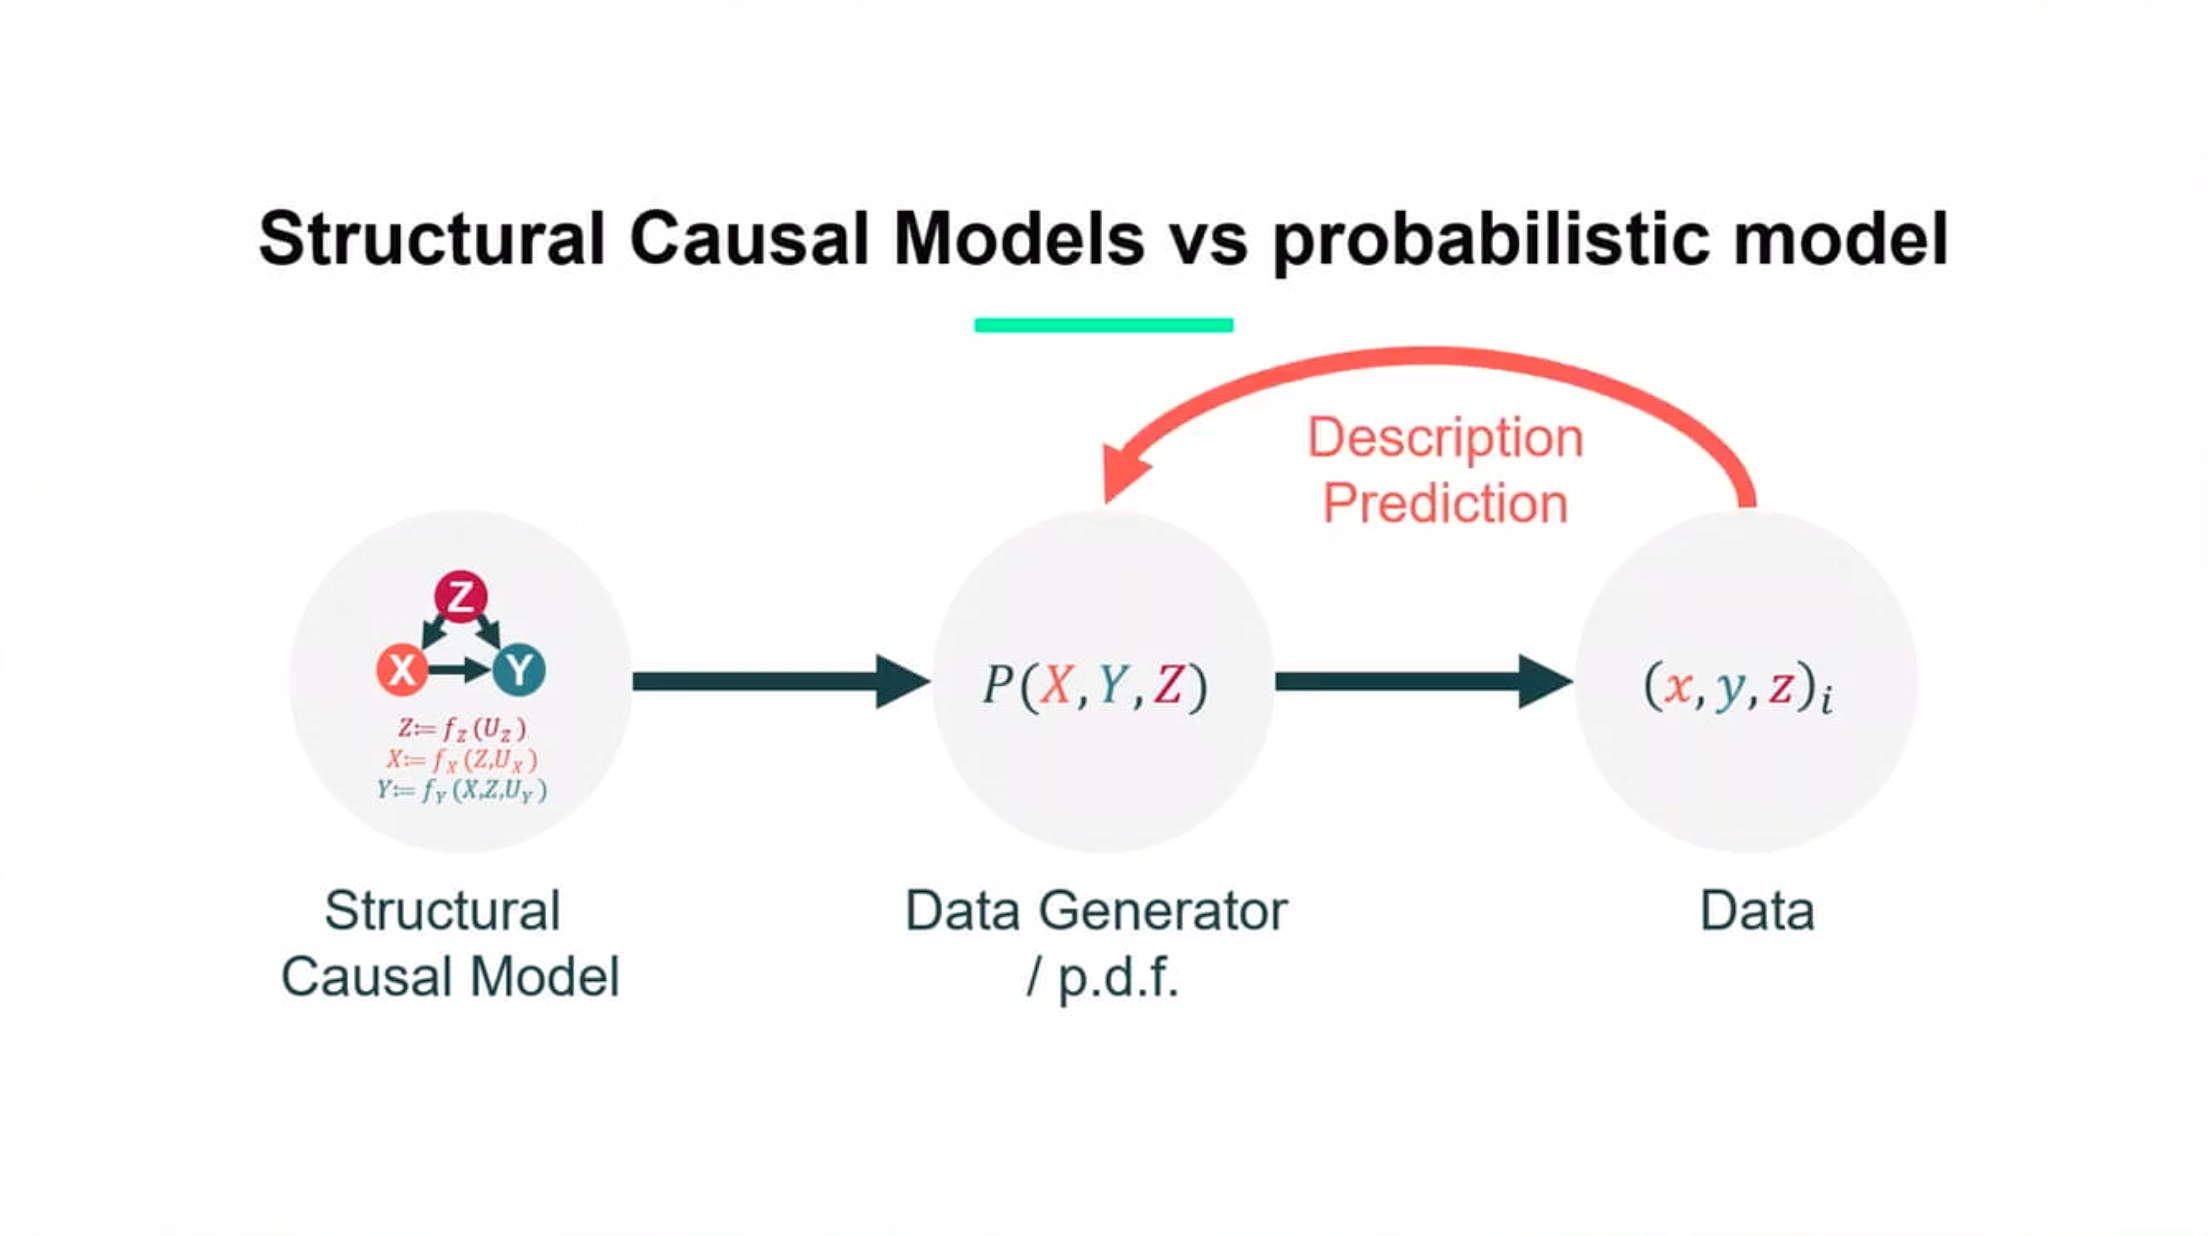 Structural Causal Models vs probabilistic model
Description
Prediction
Z
X
Y
Z:= f_Z (U_Z)
X:= f_X (Z,U_X)
Y:= f_Y (X,Z,U_Y)
P(X,Y,Z)
(x,y,z)_i
Structural
Causal Model
Data Generator
/ p.d.f.
Data